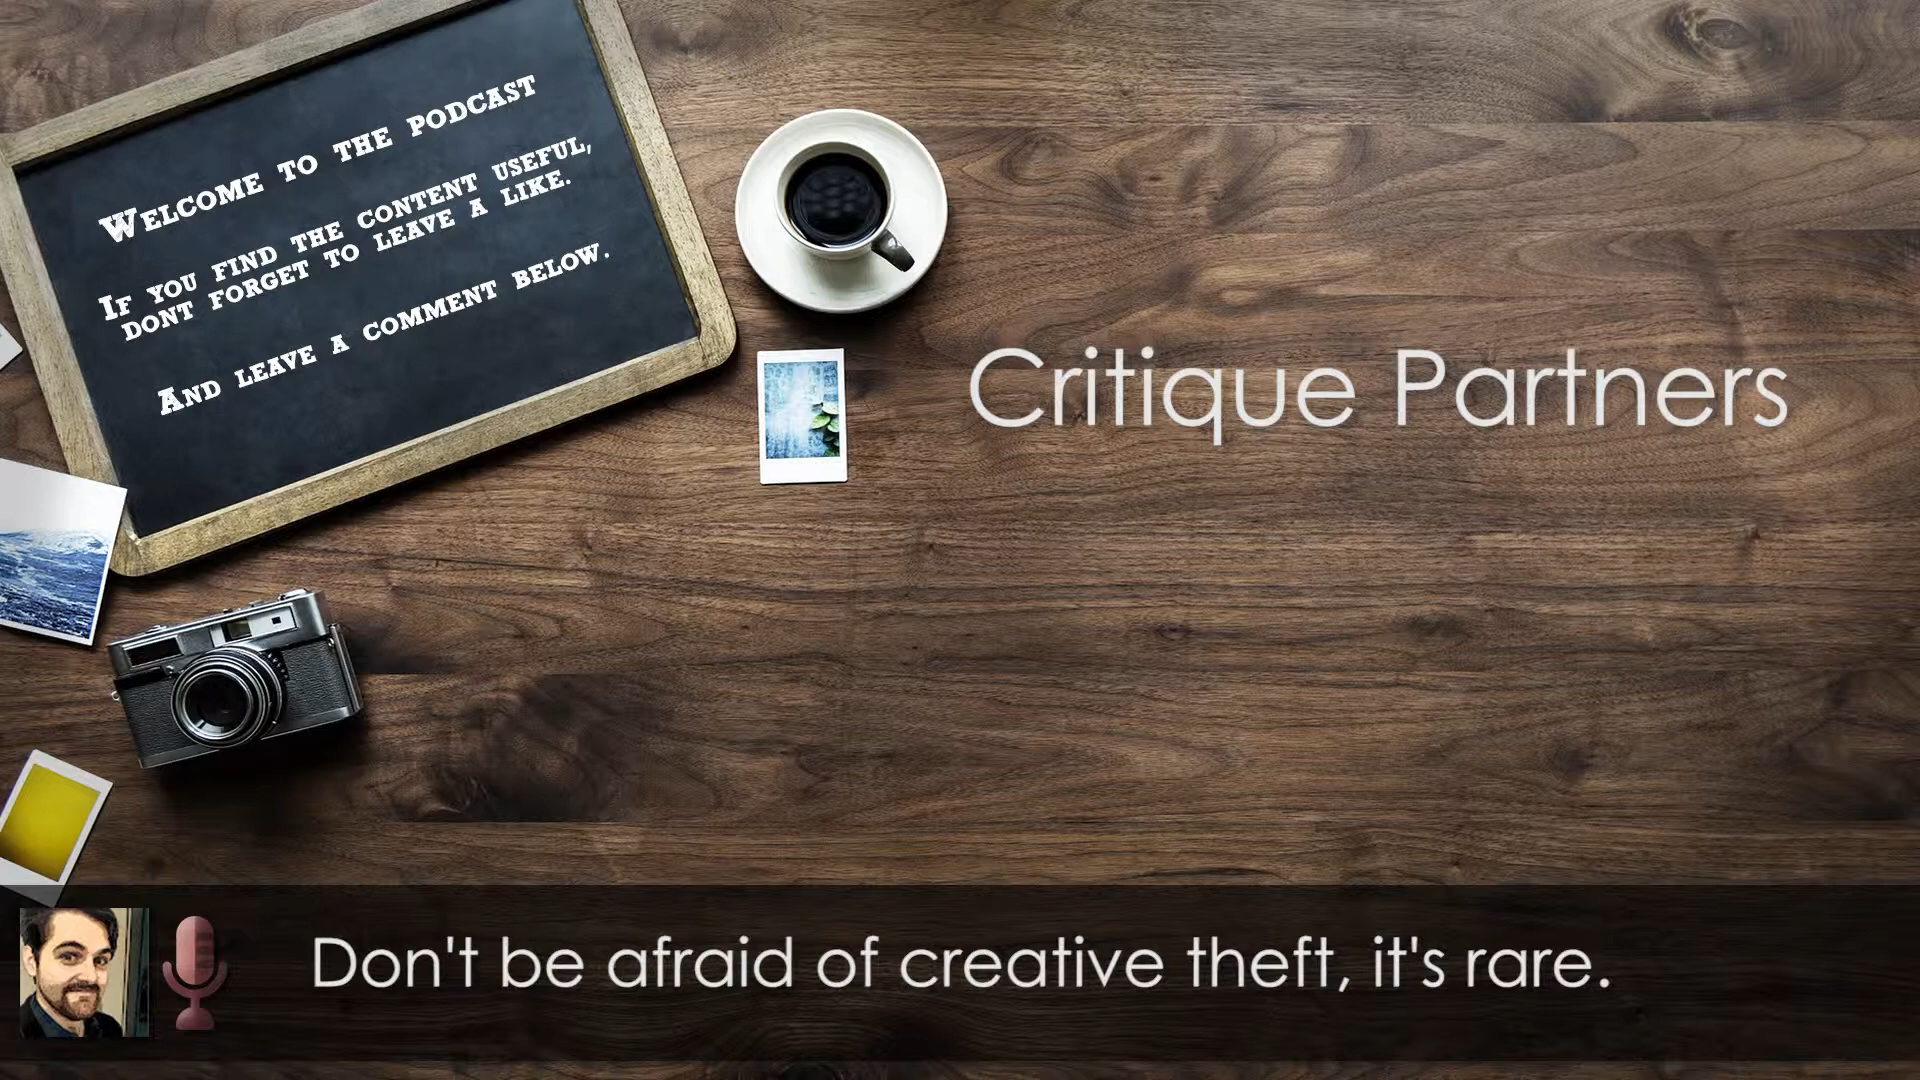 Welcome to the podcast
If you find the content useful,
dont forget to leave a like.
And leave a comment below.
Critique Partners
Don't be afraid of creative theft, it's rare.